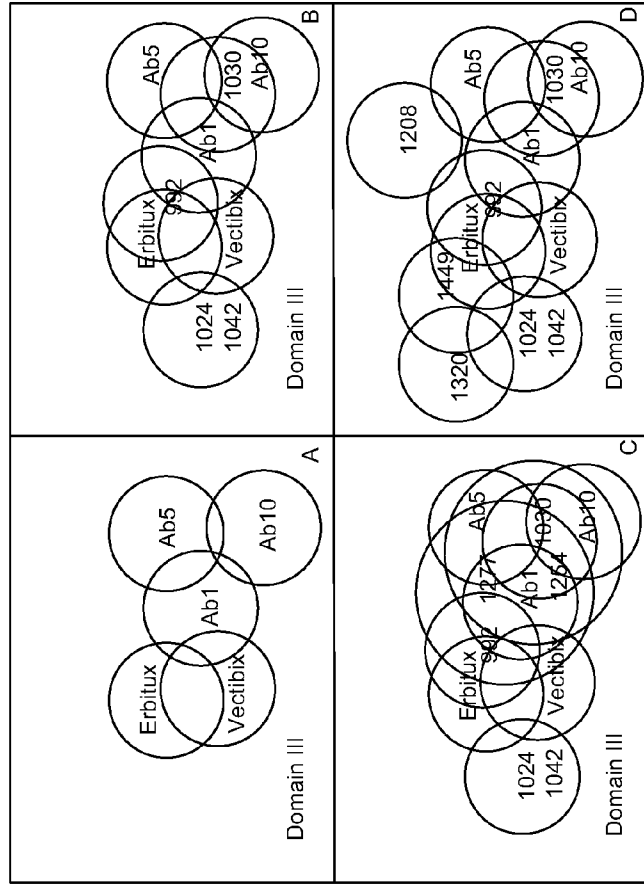 Erbitux
Ab5
Ab1
Vectibix
Ab10
Domain III
A
Erbitux
Ab5
992
1024
1042
Ab1
1030
Vectibix
Ab10
Domain III
B
Erbitux
Ab5
992
1277
1024
1042
Ab1
1030
1254
Vectibix
Ab10
Domain III
C
1208
1320
1449
Erbitux
Ab5
992
1024
1042
Ab1
1030
Vectibix
Ab10
Domain III
D